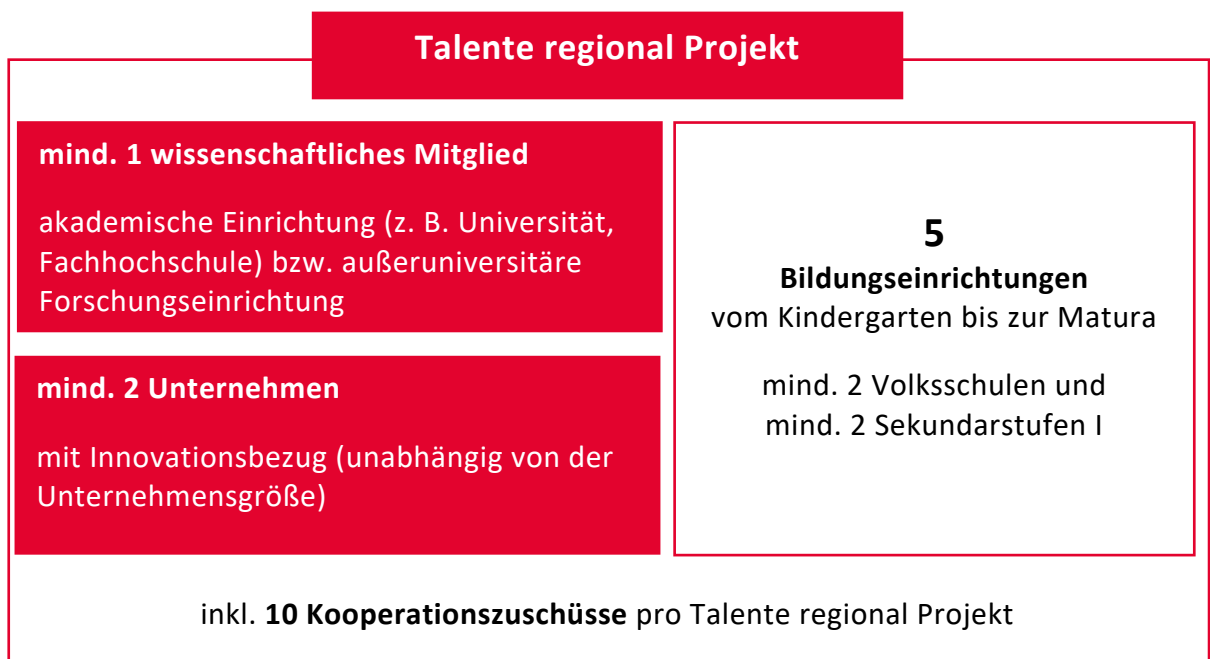 Talente regional Projekt
mind. 1 wissenschaftliches Mitglied
akademische Einrichtung (z. B. Universität,
Fachhochschule) bzw. außeruniversitäre
Forschungseinrichtung
mind. 2 Unternehmen
mit Innovationsbezug (unabhängig von der
Unternehmensgröße)
5
Bildungseinrichtungen
vom Kindergarten bis zur Matura
mind. 2 Volksschulen und
mind. 2 Sekundarstufen I
inkl. 10 Kooperationszuschüsse pro Talente regional Projekt